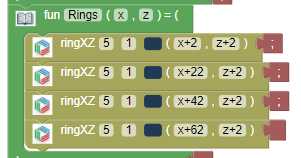 fun Rings ( x , z ) = (
ringXZ 5 1 ( x+2 , z+2 ) ;
ringXZ 5 1 ( x+22 , z+2 ) ;
ringXZ 5 1 ( x+42 , z+2 ) ;
ringXZ 5 1 ( x+62 , z+2 )